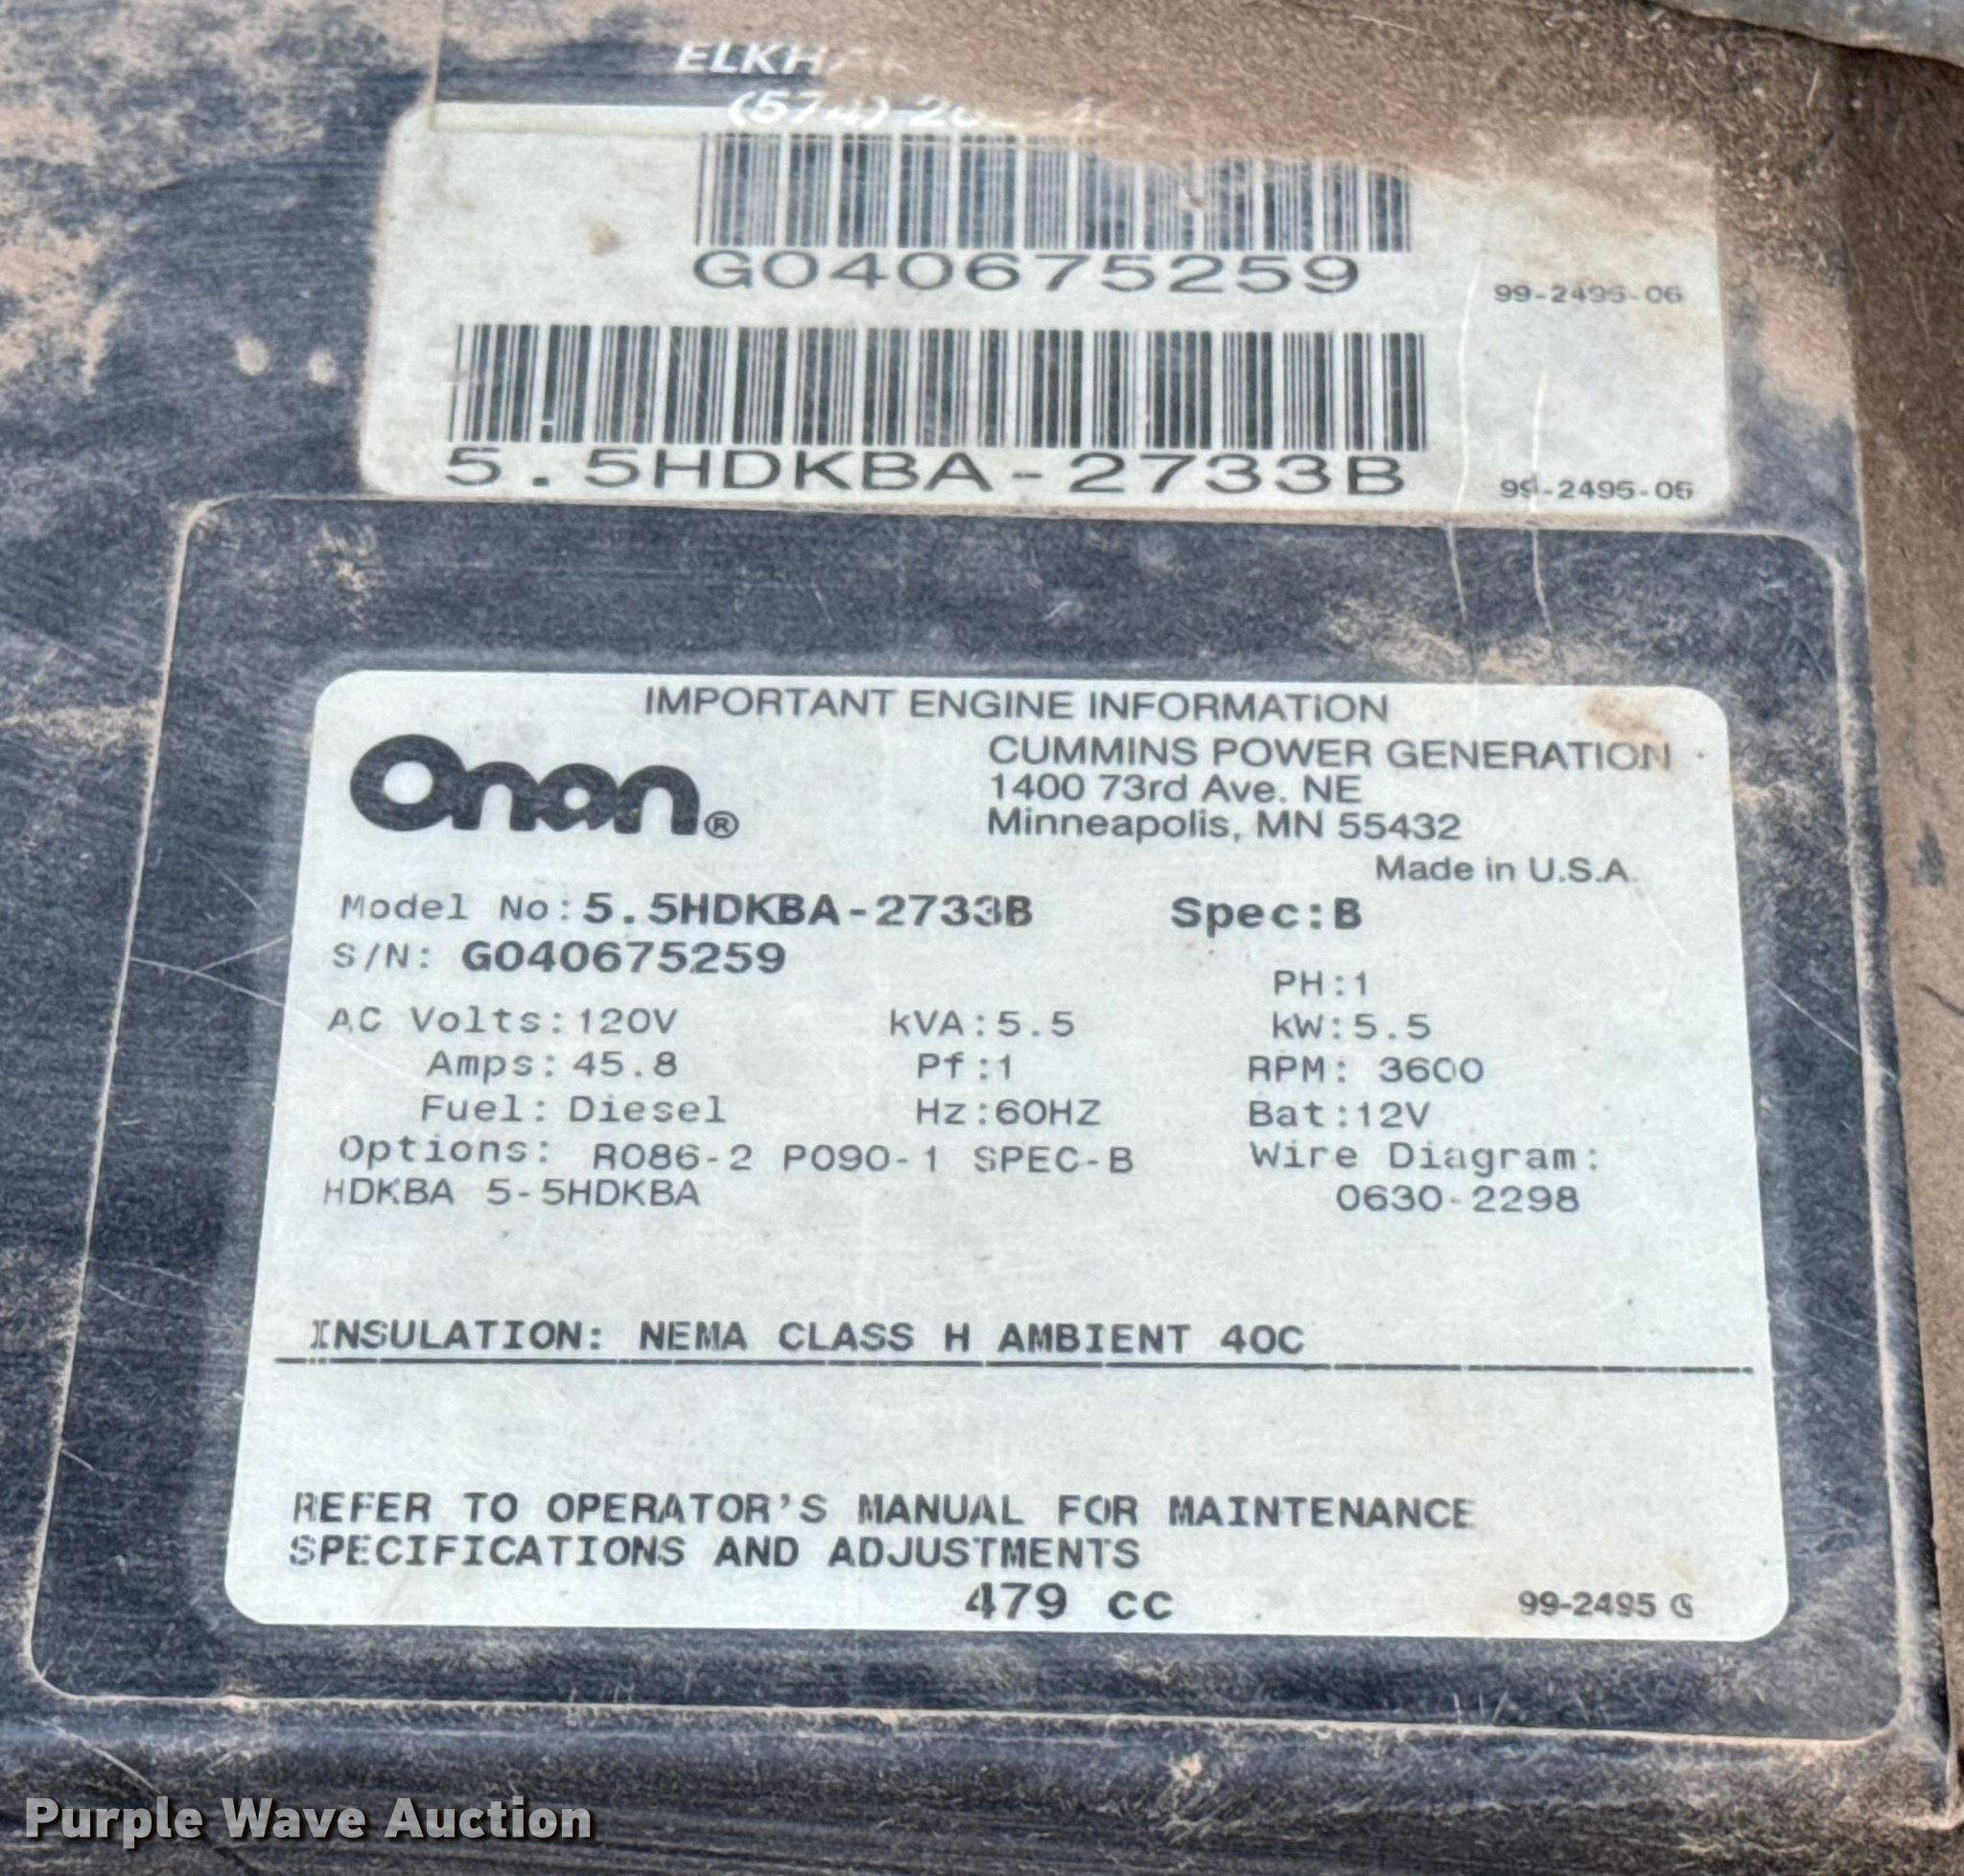 (574)
G040675259
99-2495-06
5.5HDKBA-2733B
99-2495-05
IMPORTANT ENGINE INFORMATION
Onan®
CUMMINS POWER GENERATION
1400 73rd Ave. NE
Minneapolis, MN 55432
Made in U.S.A.
Model No:5.5HDKBA-2733B Spec:B
S/N: G040675259
PH:1
AC Volts:120V kVA:5.5 kW:5.5
Amps:45.8 Pf:1 RPM: 3600
Fuel: Diesel Hz:60HZ Bat:12V
Options: R086-2 P090-1 SPEC-B Wire Diagram:
HDKBA 5-5HDKBA 0630-2298
INSULATION: NEMA CLASS H AMBIENT 40C
REFER TO OPERATOR'S MANUAL FOR MAINTENANCE
SPECIFICATIONS AND ADJUSTMENTS
479 cc
99-2495 G
Purple Wave Auction